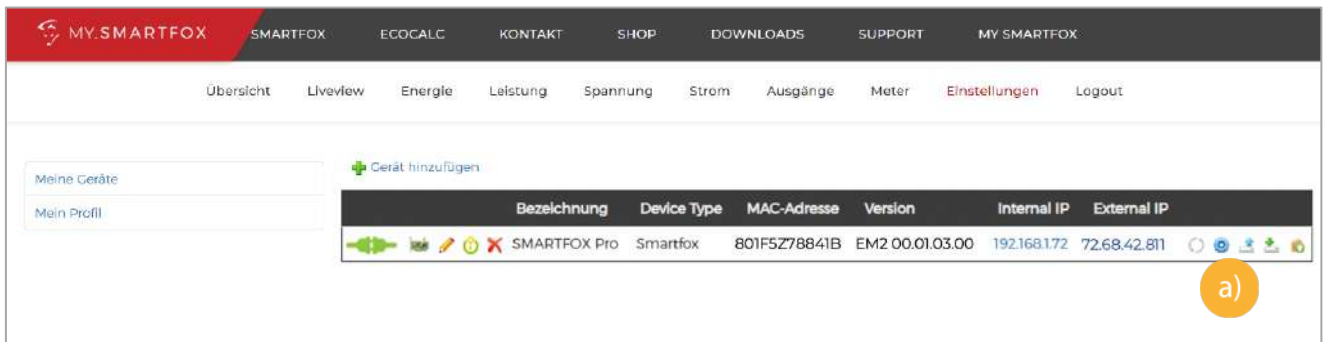 MY.SMARTFOX SMARTFOX ECOCALC KONTAKT SHOP DOWNLOADS SUPPORT MY SMARTFOX
Übersicht Liveview Energie Leistung Spannung Strom Ausgänge Meter Einstellungen Logout
Gerät hinzufügen
Meine Geräte
Mein Profil
Bezeichnung Device Type MAC-Adresse Version Internal IP External IP
SMARTFOX Pro Smartfox 801F5Z78841B EM2 00.01.03.00 192.168.1.72 72.68.42.811
a)